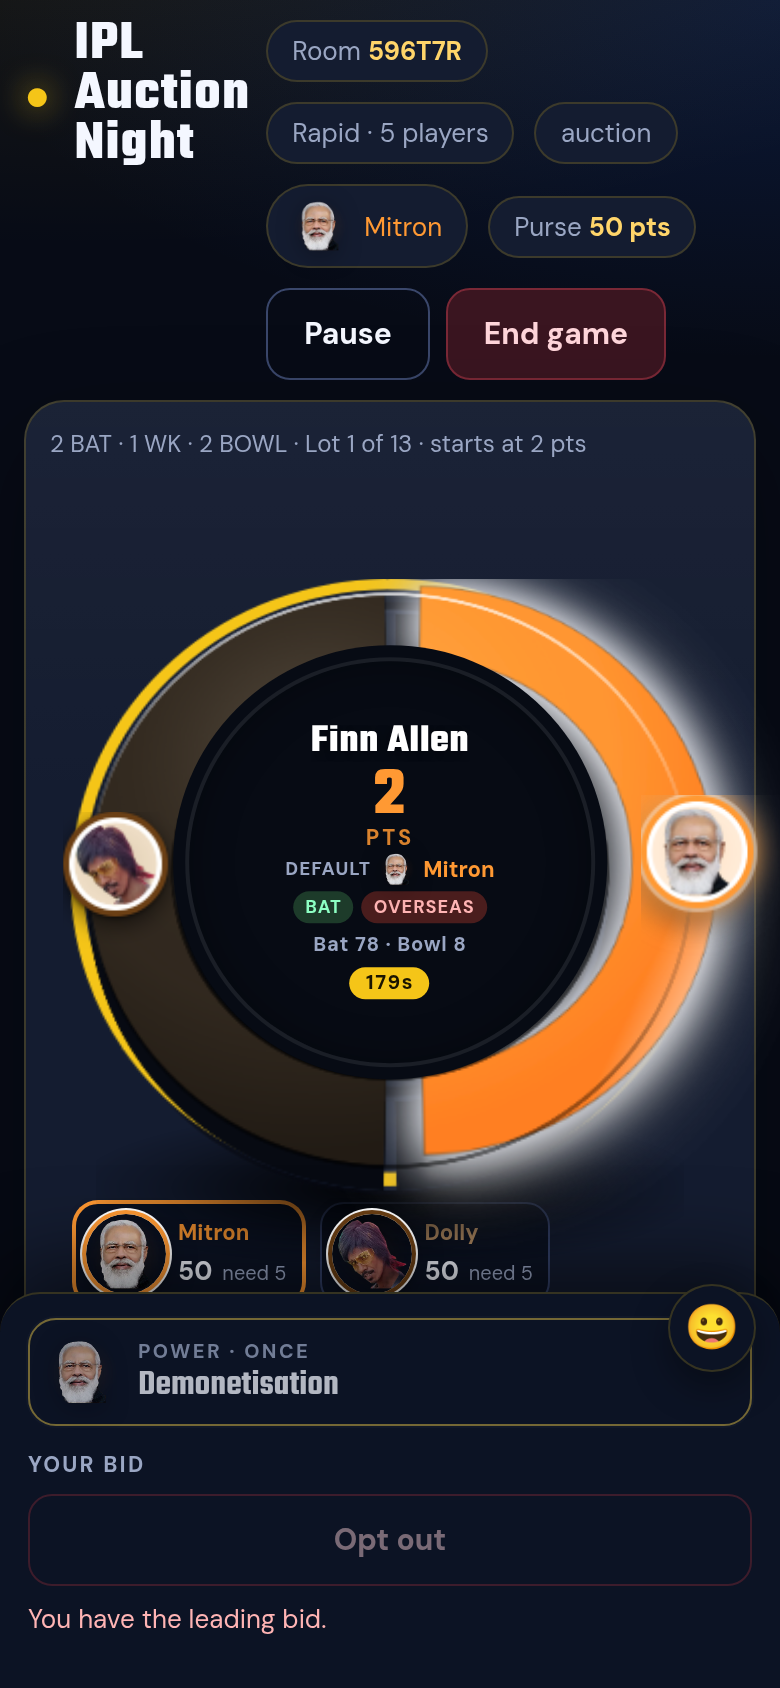 IPL
Auction
Night
Room 596T7R
Rapid · 5 players
auction
Mitron
Purse 50 pts
Pause
End game
2 BAT · 1 WK · 2 BOWL · Lot 1 of 13 · starts at 2 pts
Finn Allen
2
PTS
DEFAULT Mitron
BAT OVERSEAS
Bat 78 · Bowl 8
179s
Mitron
50 need 5
Dolly
50 need 5
POWER · ONCE
Demonetisation
YOUR BID
Opt out
You have the leading bid.